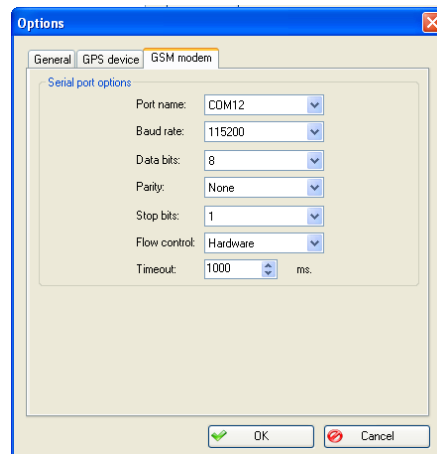 Options
General GPS device GSM modem
Serial port options
Port name: COM12
Baud rate: 115200
Data bits: 8
Parity: None
Stop bits: 1
Flow control: Hardware
Timeout: 1000 ms.
OK Cancel